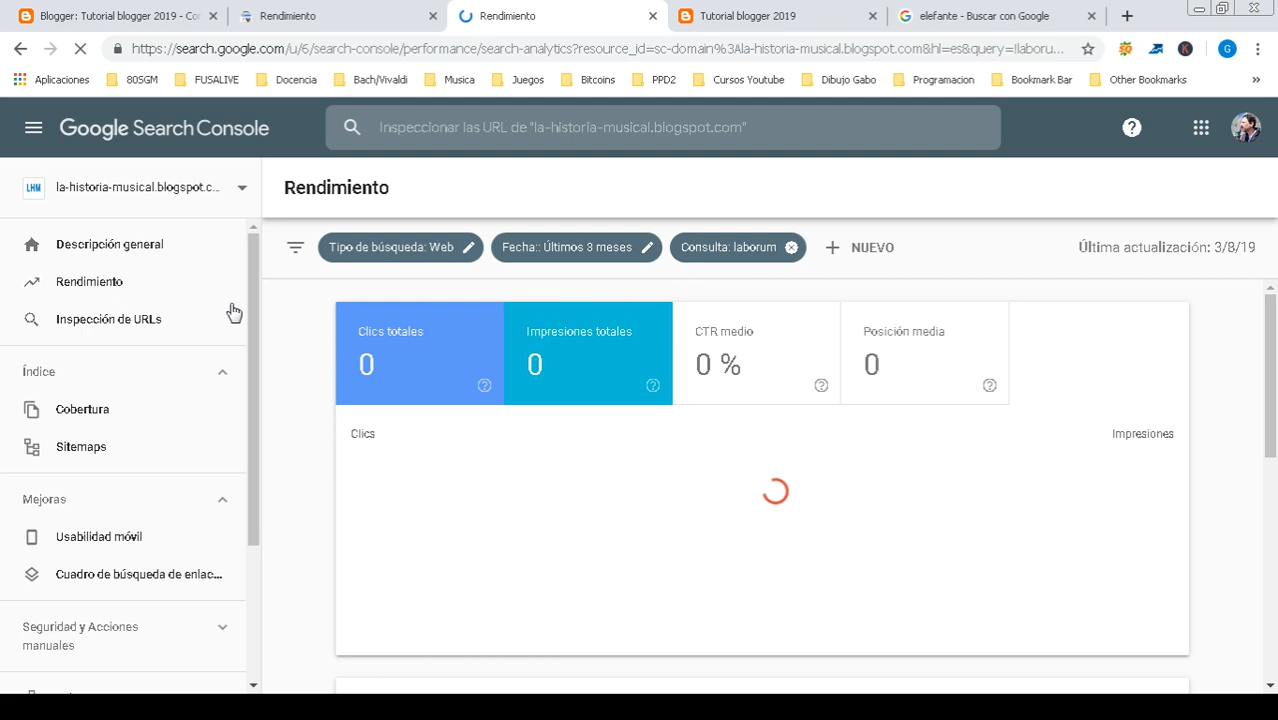 Blogger: Tutorial blogger 2019 - Co
Rendimiento
Rendimiento
Tutorial blogger 2019
elefante - Buscar con Google
https://search.google.com/u/6/search-console/performance/search-analytics?resource_id=sc-domain%3Ala-historia-musical.blogspot.com&hl=es&query=!laboru...
Aplicaciones
80SGM
FUSALIVE
Docencia
Bach/Vivaldi
Musica
Juegos
Bitcoins
PPD2
Cursos Youtube
Dibujo Gabo
Programacion
Bookmark Bar
Other Bookmarks
Google Search Console
Inspeccionar las URL de "la-historia-musical.blogspot.com"
LHM
la-historia-musical.blogspot.c...
Rendimiento
Descripción general
Rendimiento
Inspección de URLs
Índice
Cobertura
Sitemaps
Mejoras
Usabilidad móvil
Cuadro de búsqueda de enlac...
Seguridad y Acciones
manuales
Tipo de búsqueda: Web
Fecha:: Últimos 3 meses
Consulta: laborum
NUEVO
Última actualización: 3/8/19
Clics totales
0
Impresiones totales
0
CTR medio
0 %
Posición media
0
Clics
Impresiones